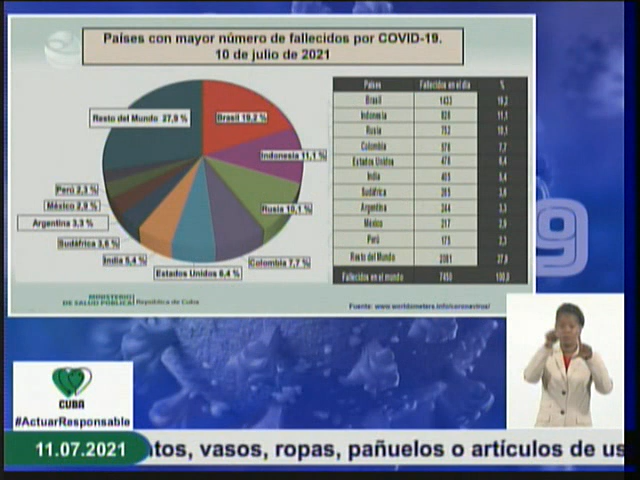 Países con mayor número de fallecidos por COVID-19.
10 de julio de 2021
Resto del Mundo 27,9 %
Brasil 19,2 %
Indonesia 11,1 %
Rusia 10,1 %
Colombia 7,7 %
Estados Unidos 6,4 %
India 5,4 %
Sudáfrica 3,6 %
Argentina 3,3 %
México 2,9 %
Perú 2,3 %
Países Fallecidos en el día %
Brasil 1433 19,2
Indonesia 826 11,1
Rusia 752 10,1
Colombia 576 7,7
Estados Unidos 478 6,4
India 405 5,4
Sudáfrica 265 3,6
Argentina 244 3,3
México 217 2,9
Perú 173 2,3
Resto del Mundo 2081 27,9
Fallecidos en el mundo 7450 100,0
MINISTERIO
DE SALUD PÚBLICA República de Cuba
Fuente: www.worldometers.info/coronavirus/
9
CUBA
#ActuarResponsable
11.07.2021 tos, vasos, ropas, pañuelos o artículos de us